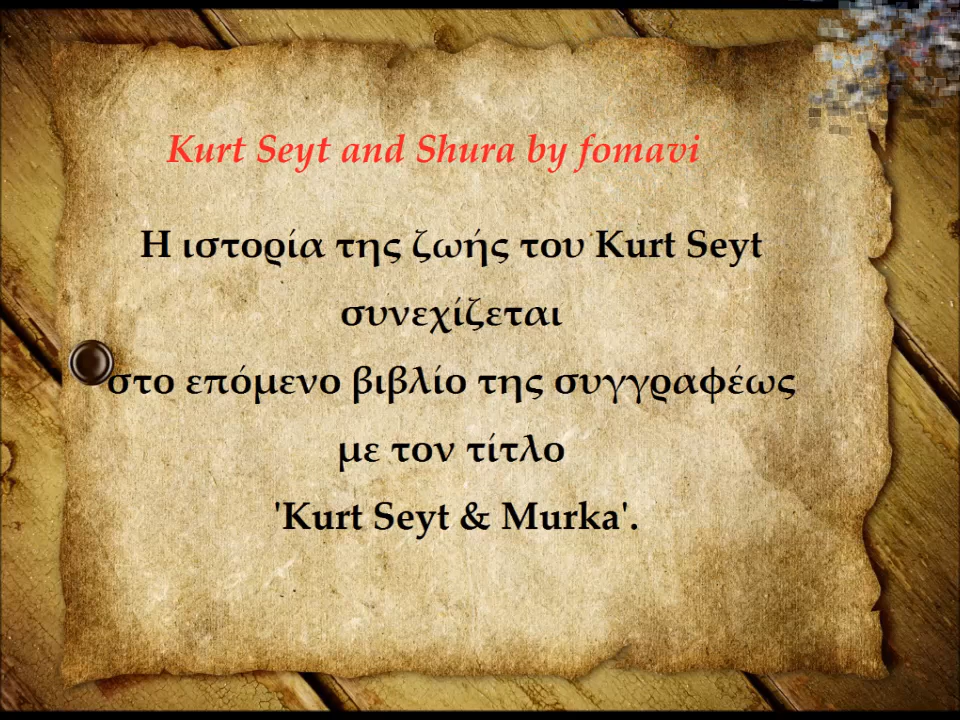 Kurt Seyt and Shura by fomavi
Η ιστορία της ζωής του Kurt Seyt
συνεχίζεται
στο επόμενο βιβλίο της συγγραφέως
με τον τίτλο
'Kurt Seyt & Murka'.